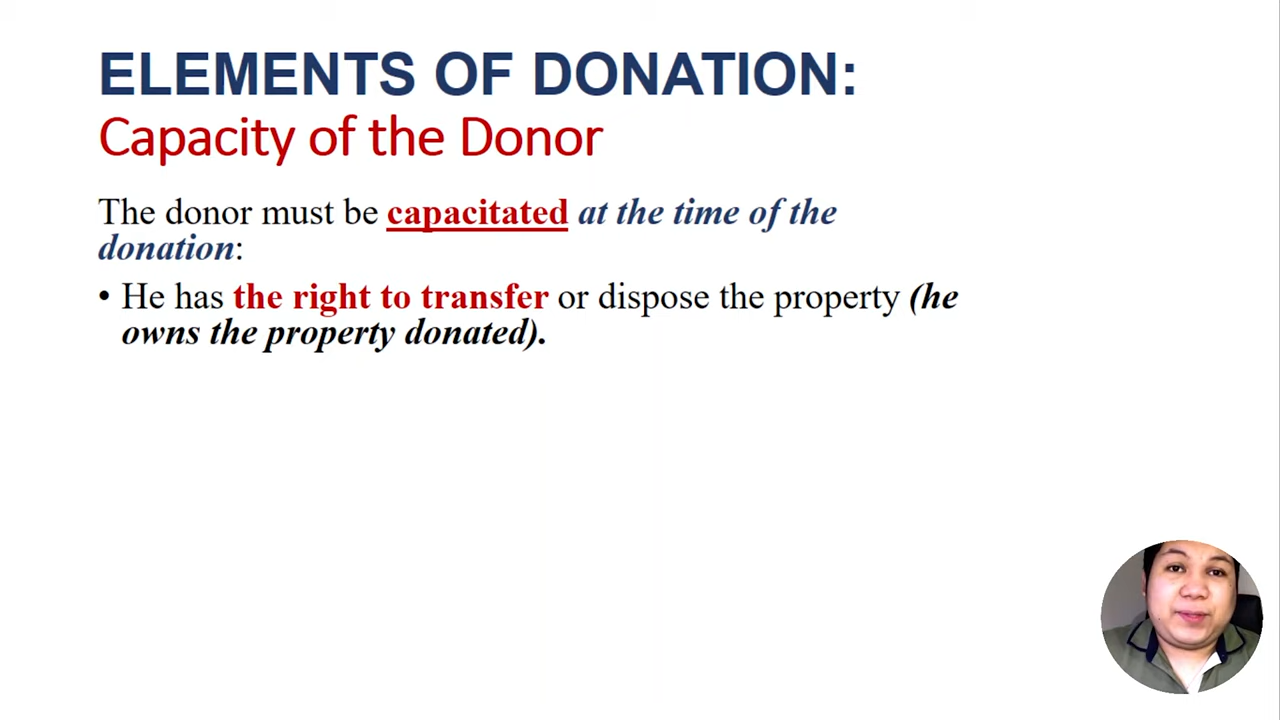 ELEMENTS OF DONATION:
Capacity of the Donor
The donor must be capacitated at the time of the
donation:
• He has the right to transfer or dispose the property (he
owns the property donated).